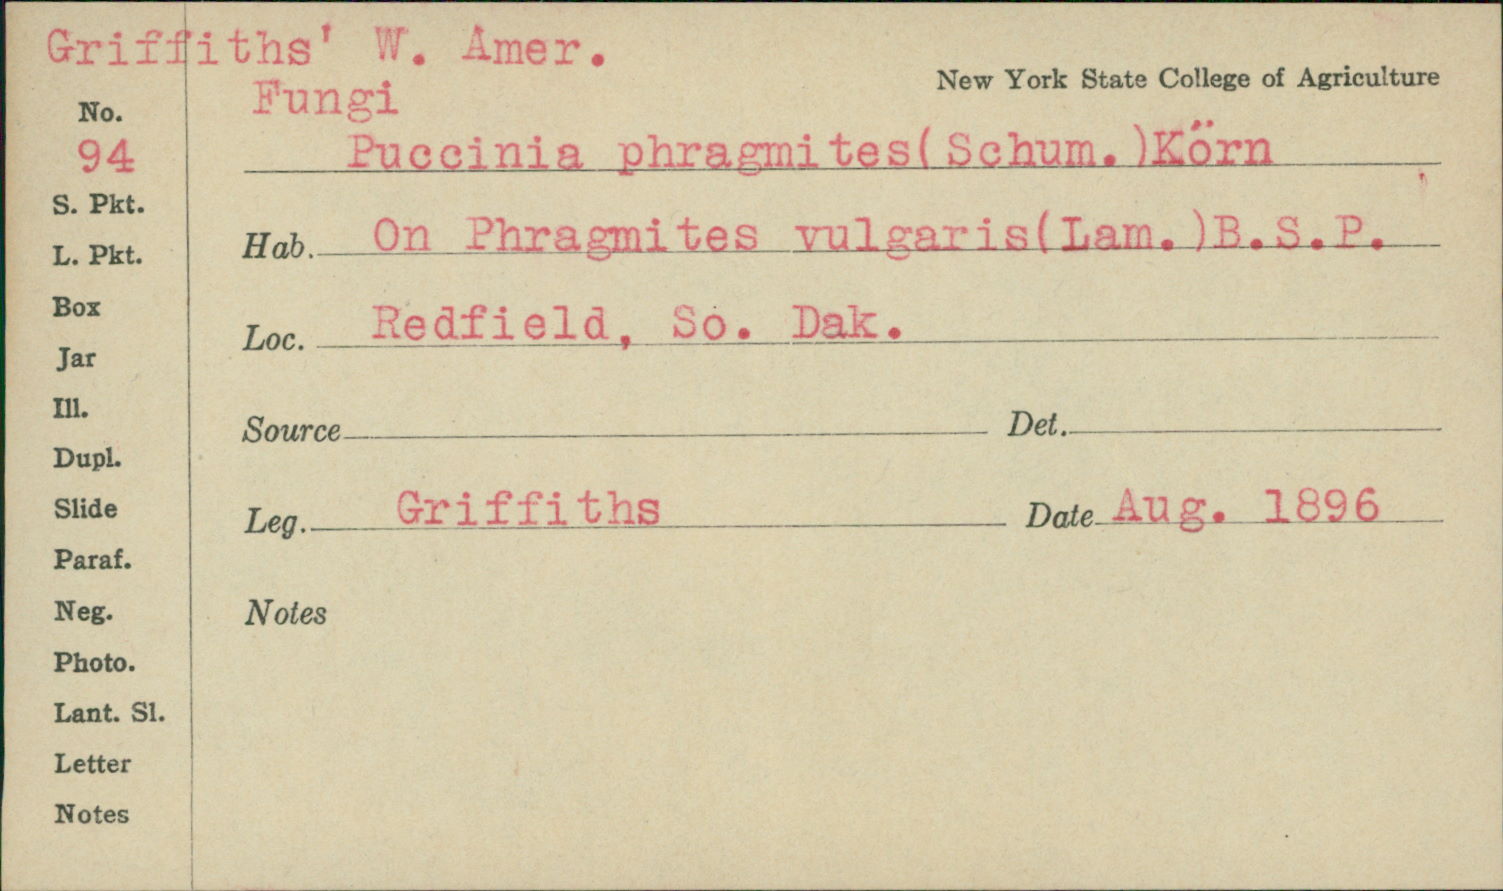 Griffiths' W. Amer.
Fungi
New York State College of Agriculture
No.
94
Puccinia phragmites(Schum.)Körn
S. Pkt.
L. Pkt.
Box
Jar
Ill.
Dupl.
Slide
Paraf.
Neg.
Photo.
Lant. Sl.
Letter
Notes
Hab. On Phragmites vulgaris(Lam.)B.S.P.
Loc. Redfield, So. Dak.
Source Det.
Leg. Griffiths Date Aug. 1896
Notes